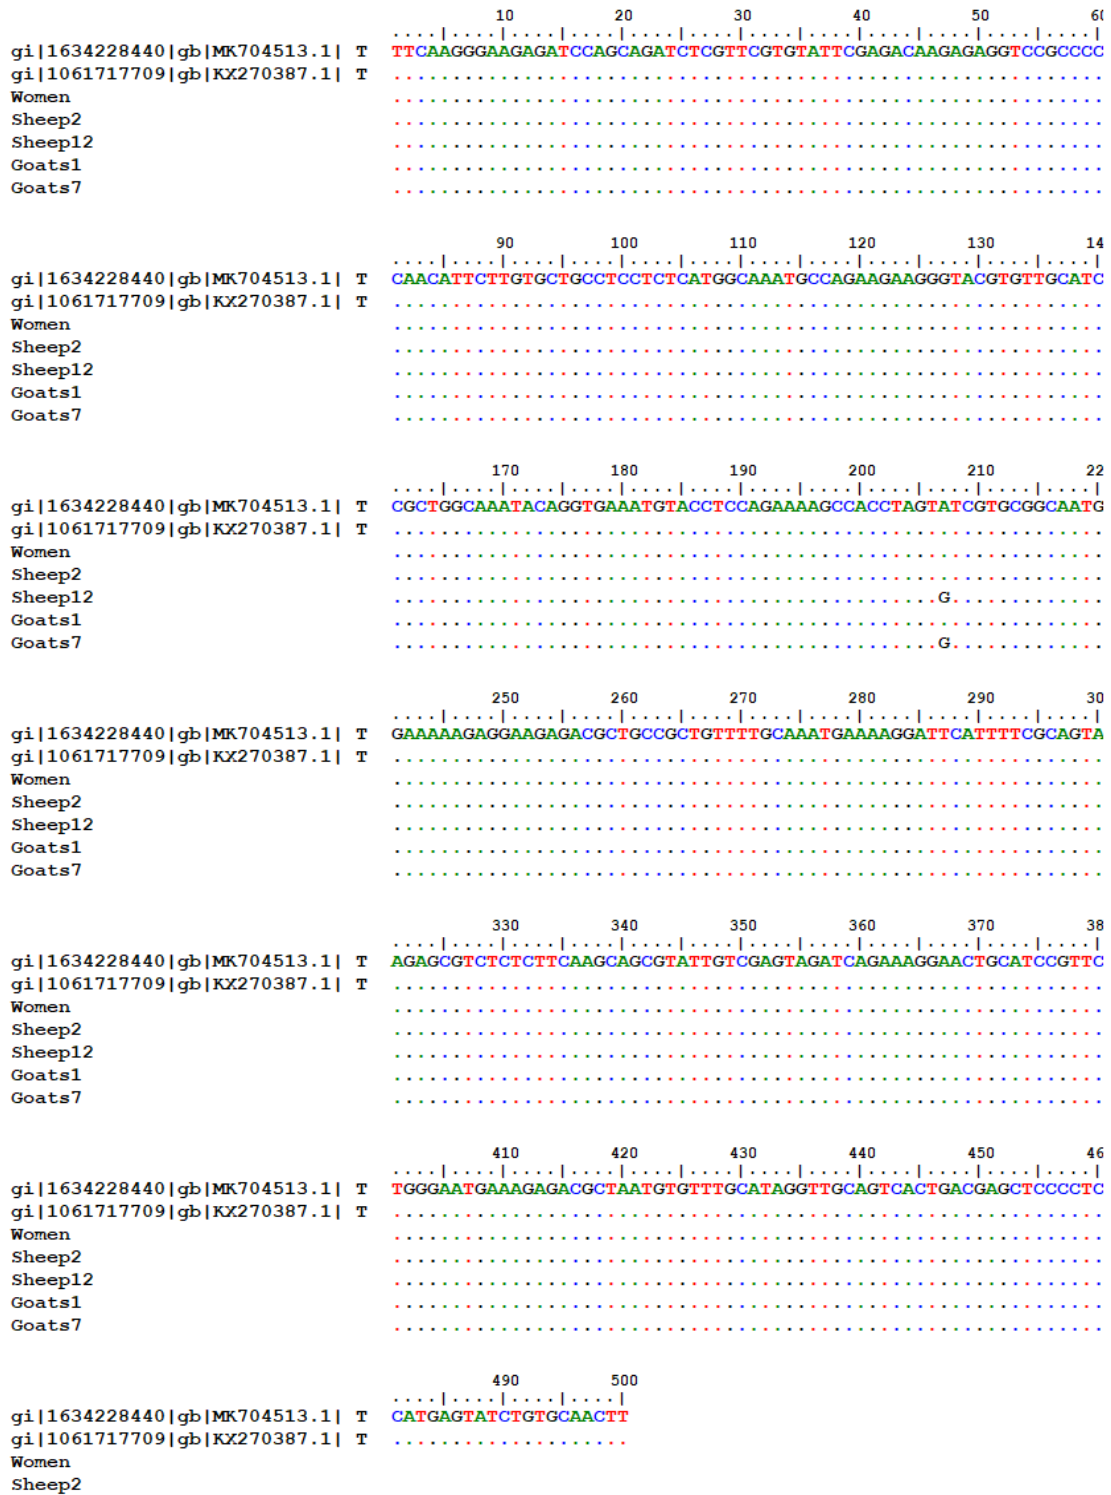 10 20 30 40 50 60
....|....|....|....|....|....|....|....|....|....|....|....|
gi|1634228440|gb|MK704513.1| T TTCAAGGGAAGAGATCCAGCAGATCTCGTTCGTGTATTCGAGACAAGAGAGGTCCGCCCC
gi|1061717709|gb|KX270387.1| T ............................................................
Women ............................................................
Sheep2 ............................................................
Sheep12 ............................................................
Goats1 ............................................................
Goats7 ............................................................
90 100 110 120 130 14
....|....|....|....|....|....|....|....|....|....|....|....|
gi|1634228440|gb|MK704513.1| T CAACATTCTTGTGCTGCCTCCTCTCATGGCAAATGCCAGAAGAAGGGTACGTGTTGCATC
gi|1061717709|gb|KX270387.1| T ............................................................
Women ............................................................
Sheep2 ............................................................
Sheep12 ............................................................
Goats1 ............................................................
Goats7 ............................................................
170 180 190 200 210 22
....|....|....|....|....|....|....|....|....|....|....|....|
gi|1634228440|gb|MK704513.1| T CGCTGGCAAATACAGGTGAAATGTACCTCCAGAAAAGCCACCTAGTATCGTGCGGCAATG
gi|1061717709|gb|KX270387.1| T ............................................................
Women ............................................................
Sheep2 ............................................................
Sheep12 ..............................................G.............
Goats1 ............................................................
Goats7 ..............................................G.............
250 260 270 280 290 30
....|....|....|....|....|....|....|....|....|....|....|....|
gi|1634228440|gb|MK704513.1| T GAAAAAGAGGAAGAGACGCTGCCGCTGTTTTGCAAATGAAAAGGATTCATTTTCGCAGTA
gi|1061717709|gb|KX270387.1| T ............................................................
Women ............................................................
Sheep2 ............................................................
Sheep12 ............................................................
Goats1 ............................................................
Goats7 ............................................................
330 340 350 360 370 38
....|....|....|....|....|....|....|....|....|....|....|....|
gi|1634228440|gb|MK704513.1| T AGAGCGTCTCTCTTCAAGCAGCGTATTGTCGAGTAGATCAGAAAGGAACTGCATCCGTTC
gi|1061717709|gb|KX270387.1| T ............................................................
Women ............................................................
Sheep2 ............................................................
Sheep12 ............................................................
Goats1 ............................................................
Goats7 ............................................................
410 420 430 440 450 46
....|....|....|....|....|....|....|....|....|....|....|....|
gi|1634228440|gb|MK704513.1| T TGGGAATGAAAGAGACGCTAATGTGTTTGCATAGGTTGCAGTCACTGACGAGCTCCCCTC
gi|1061717709|gb|KX270387.1| T ............................................................
Women ............................................................
Sheep2 ............................................................
Sheep12 ............................................................
Goats1 ............................................................
Goats7 ............................................................
490 500
....|....|....|....|
gi|1634228440|gb|MK704513.1| T CATGAGTATCTGTGCAACTT
gi|1061717709|gb|KX270387.1| T ....................
Women
Sheep2